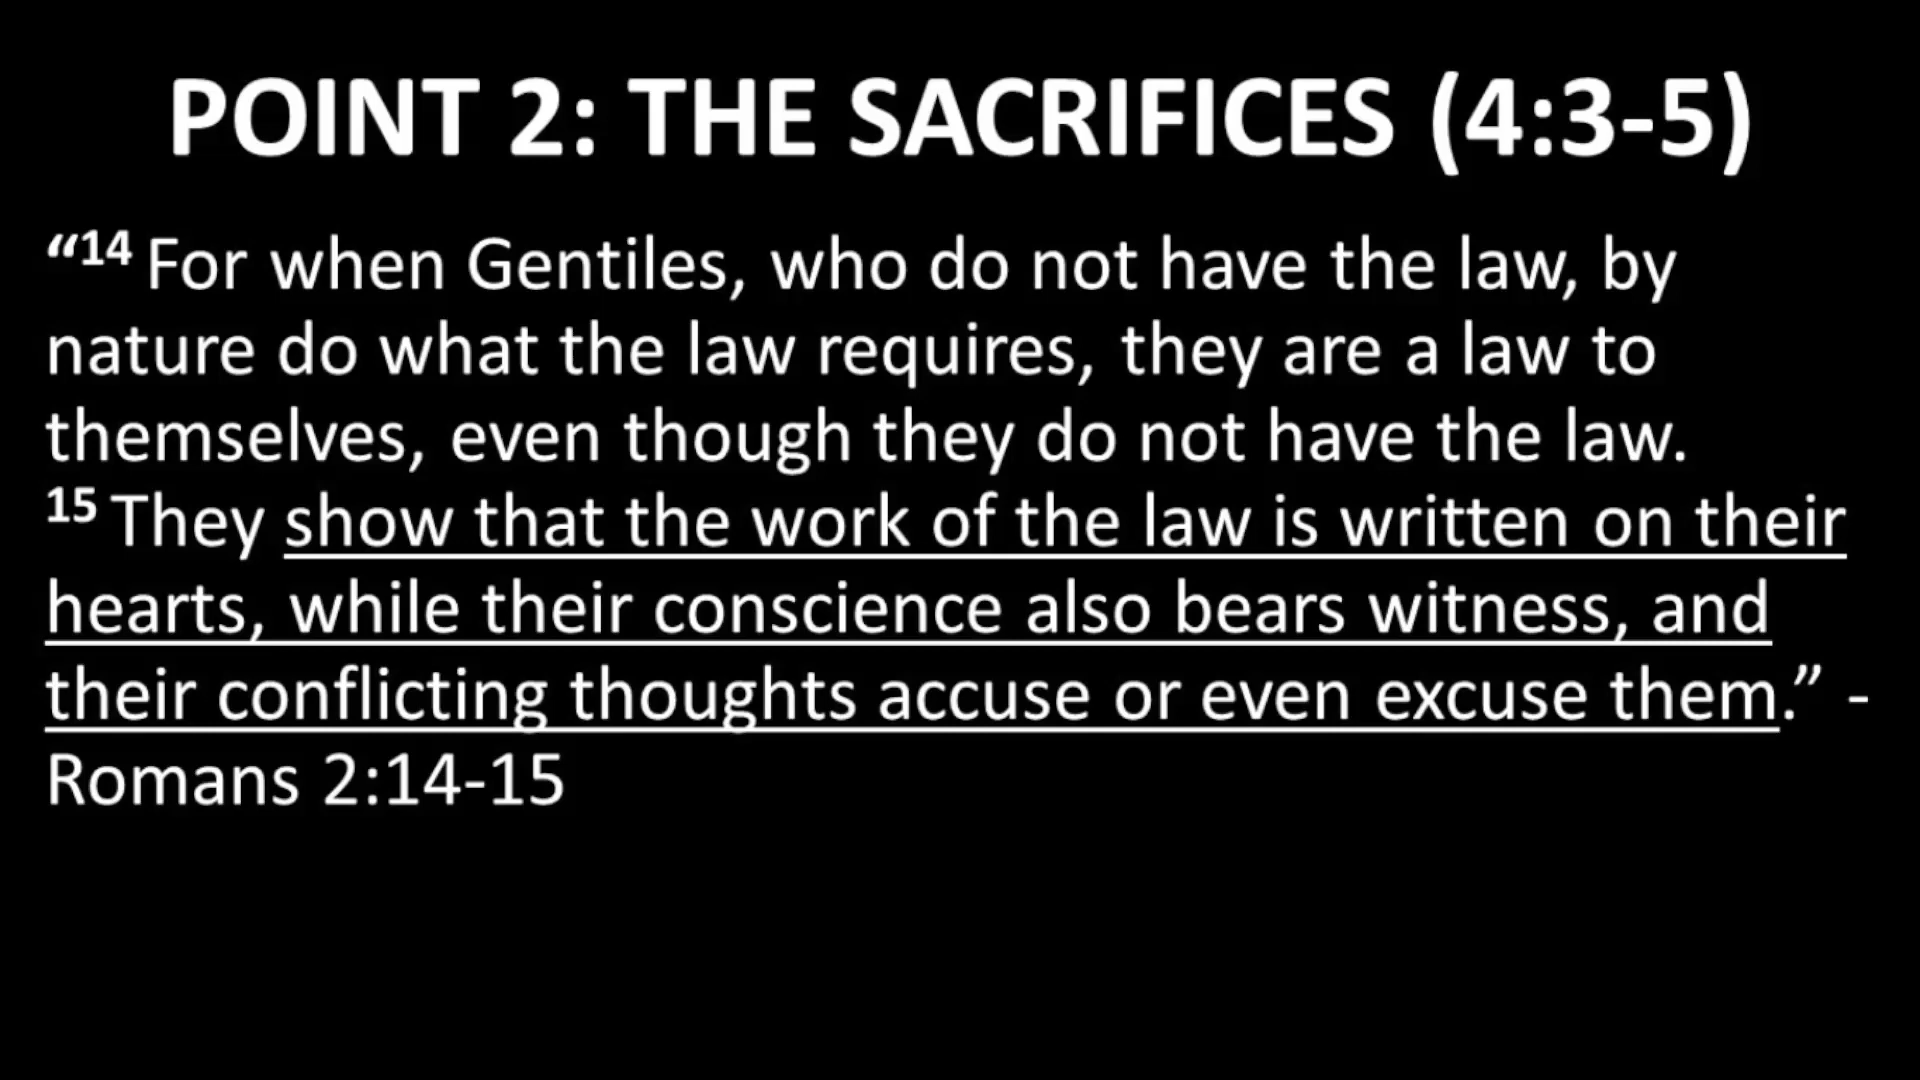 POINT 2: THE SACRIFICES (4:3-5)
“14 For when Gentiles, who do not have the law, by
nature do what the law requires, they are a law to
themselves, even though they do not have the law.
15 They show that the work of the law is written on their
hearts, while their conscience also bears witness, and
their conflicting thoughts accuse or even excuse them.” -
Romans 2:14-15